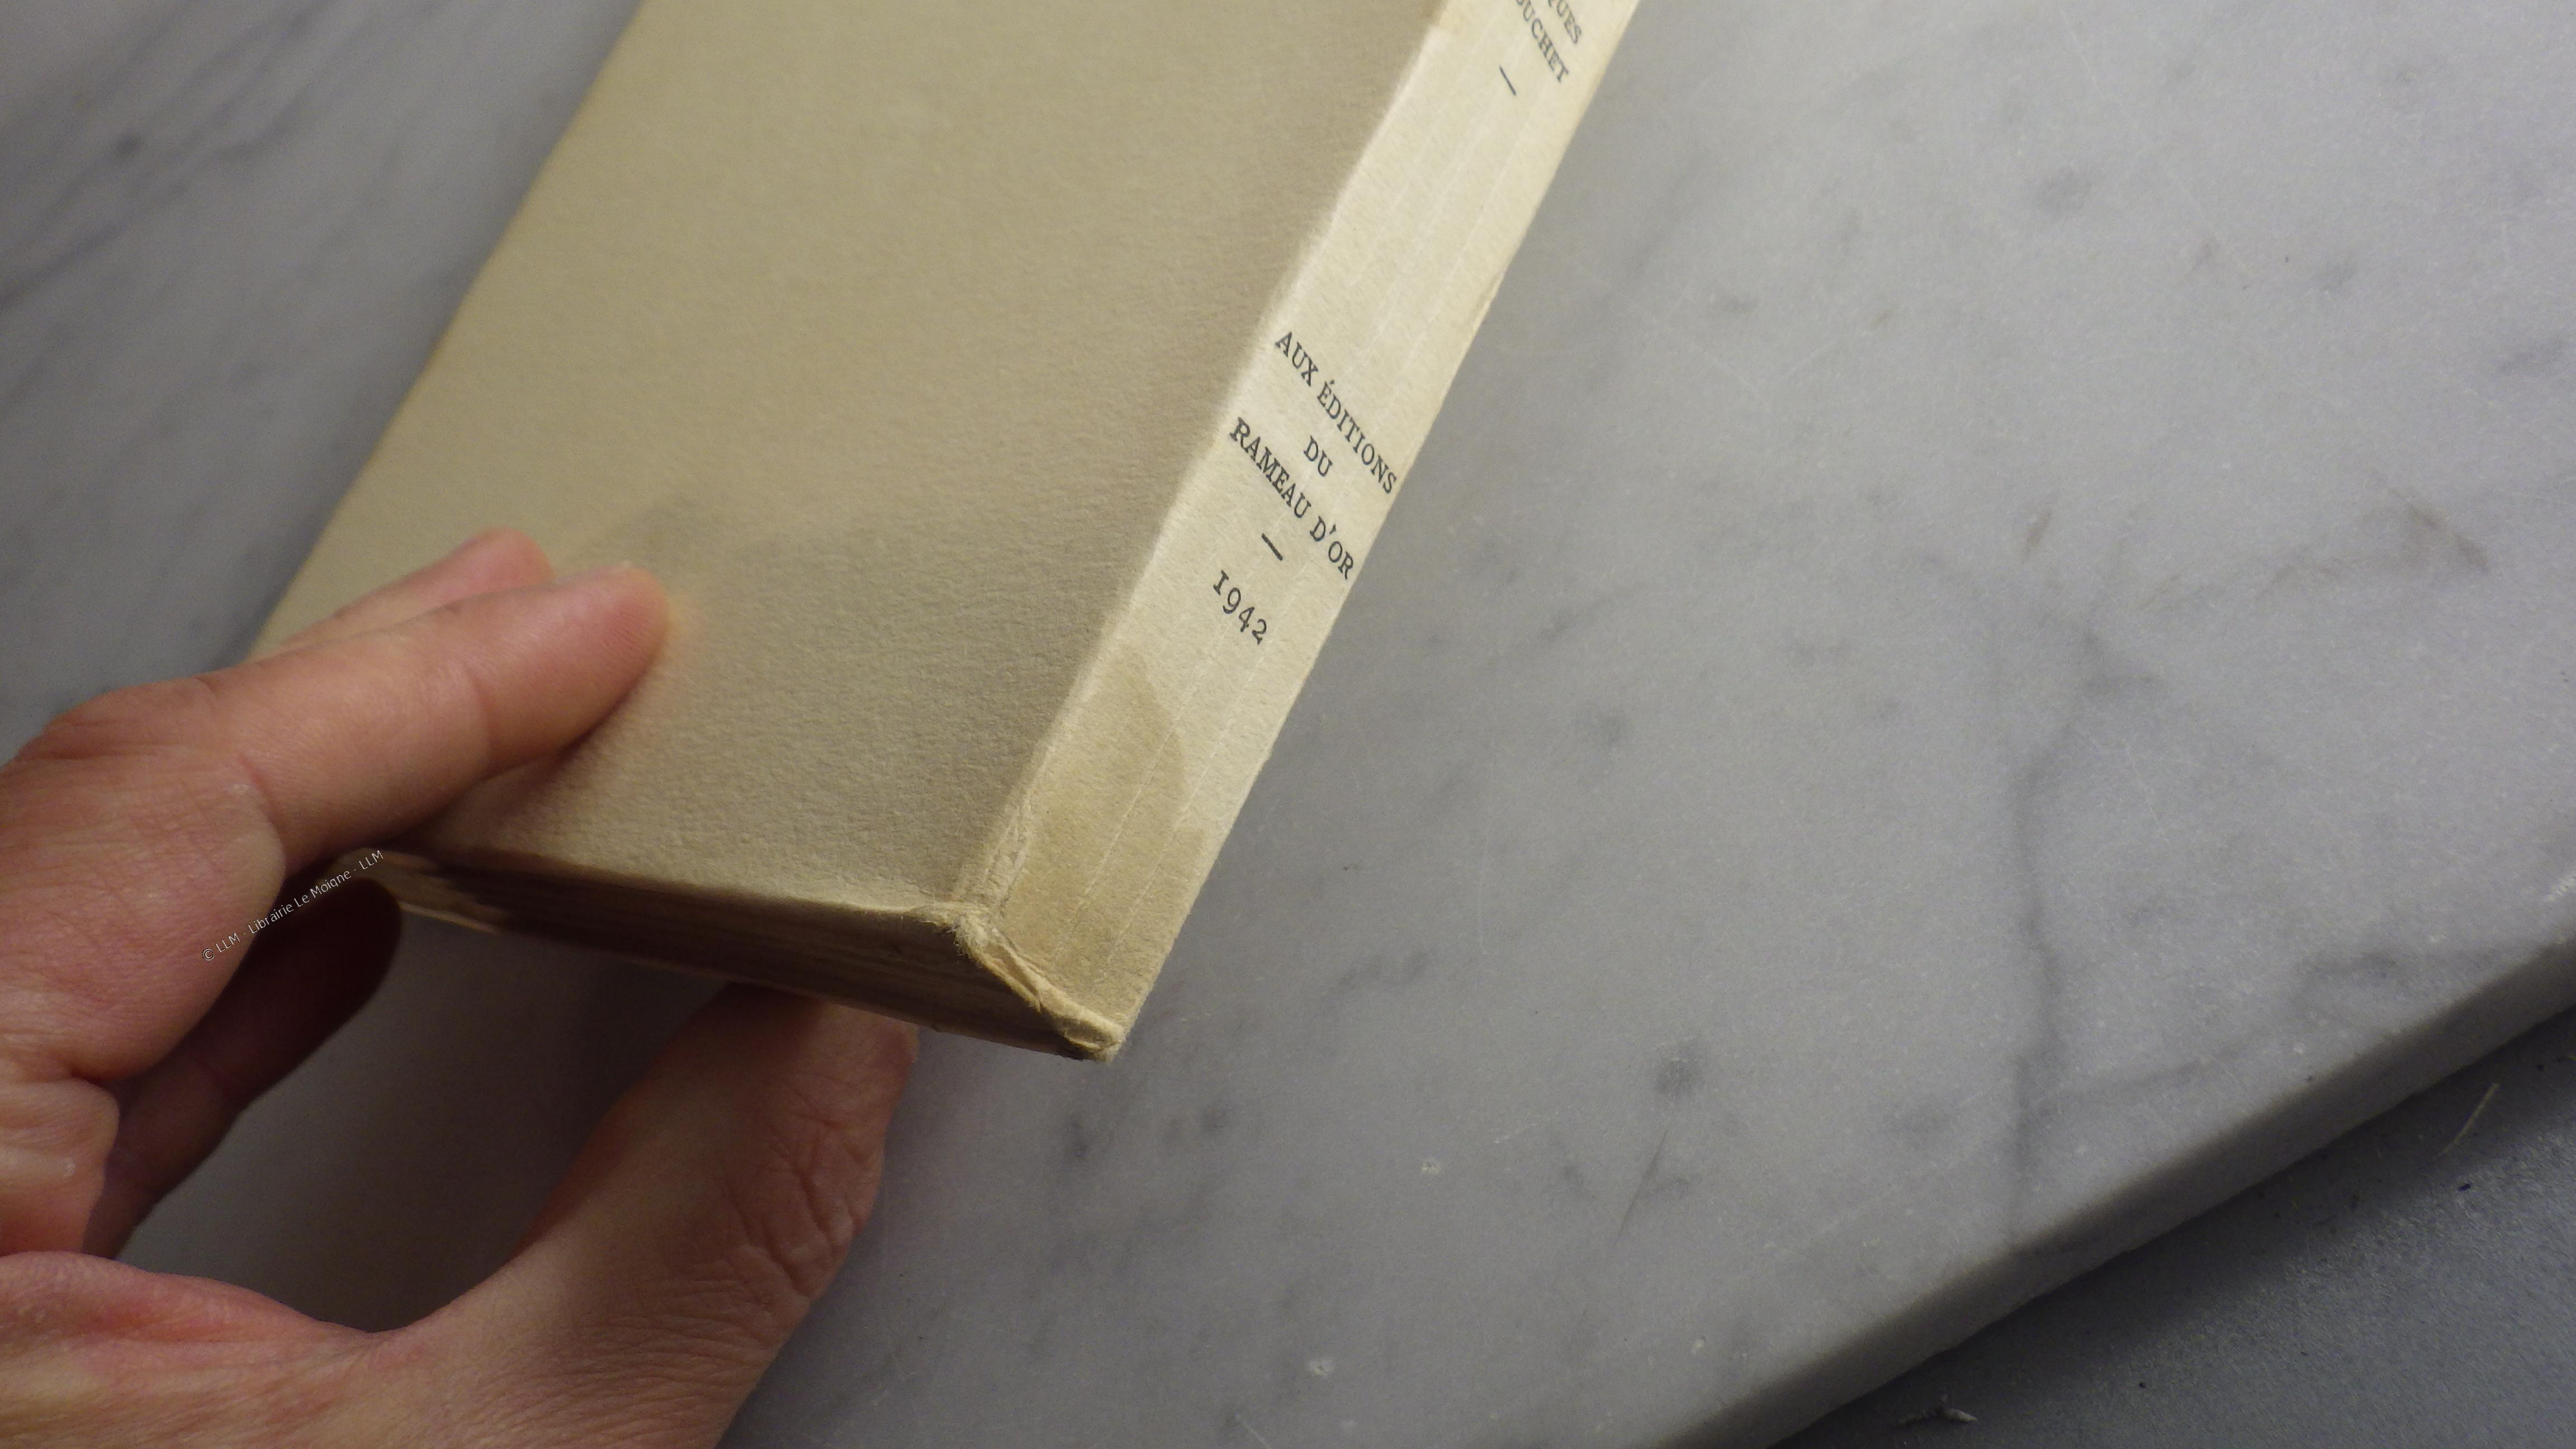 AUX ÉDITIONS
DU
RAMEAU D'OR
—
1942
© LLM - Librairie Le Moigne - LLM